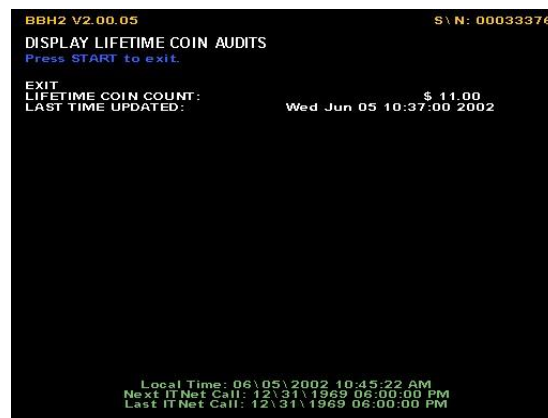 BBH2 V2.00.05 S\N: 00033376
DISPLAY LIFETIME COIN AUDITS
Press START to exit.
EXIT
LIFETIME COIN COUNT: $ 11.00
LAST TIME UPDATED: Wed Jun 05 10:37:00 2002
Local Time: 06\05\2002 10:45:22 AM
Next ITNet Call: 12\31\1969 06:00:00 PM
Last ITNet Call: 12\31\1969 06:00:00 PM